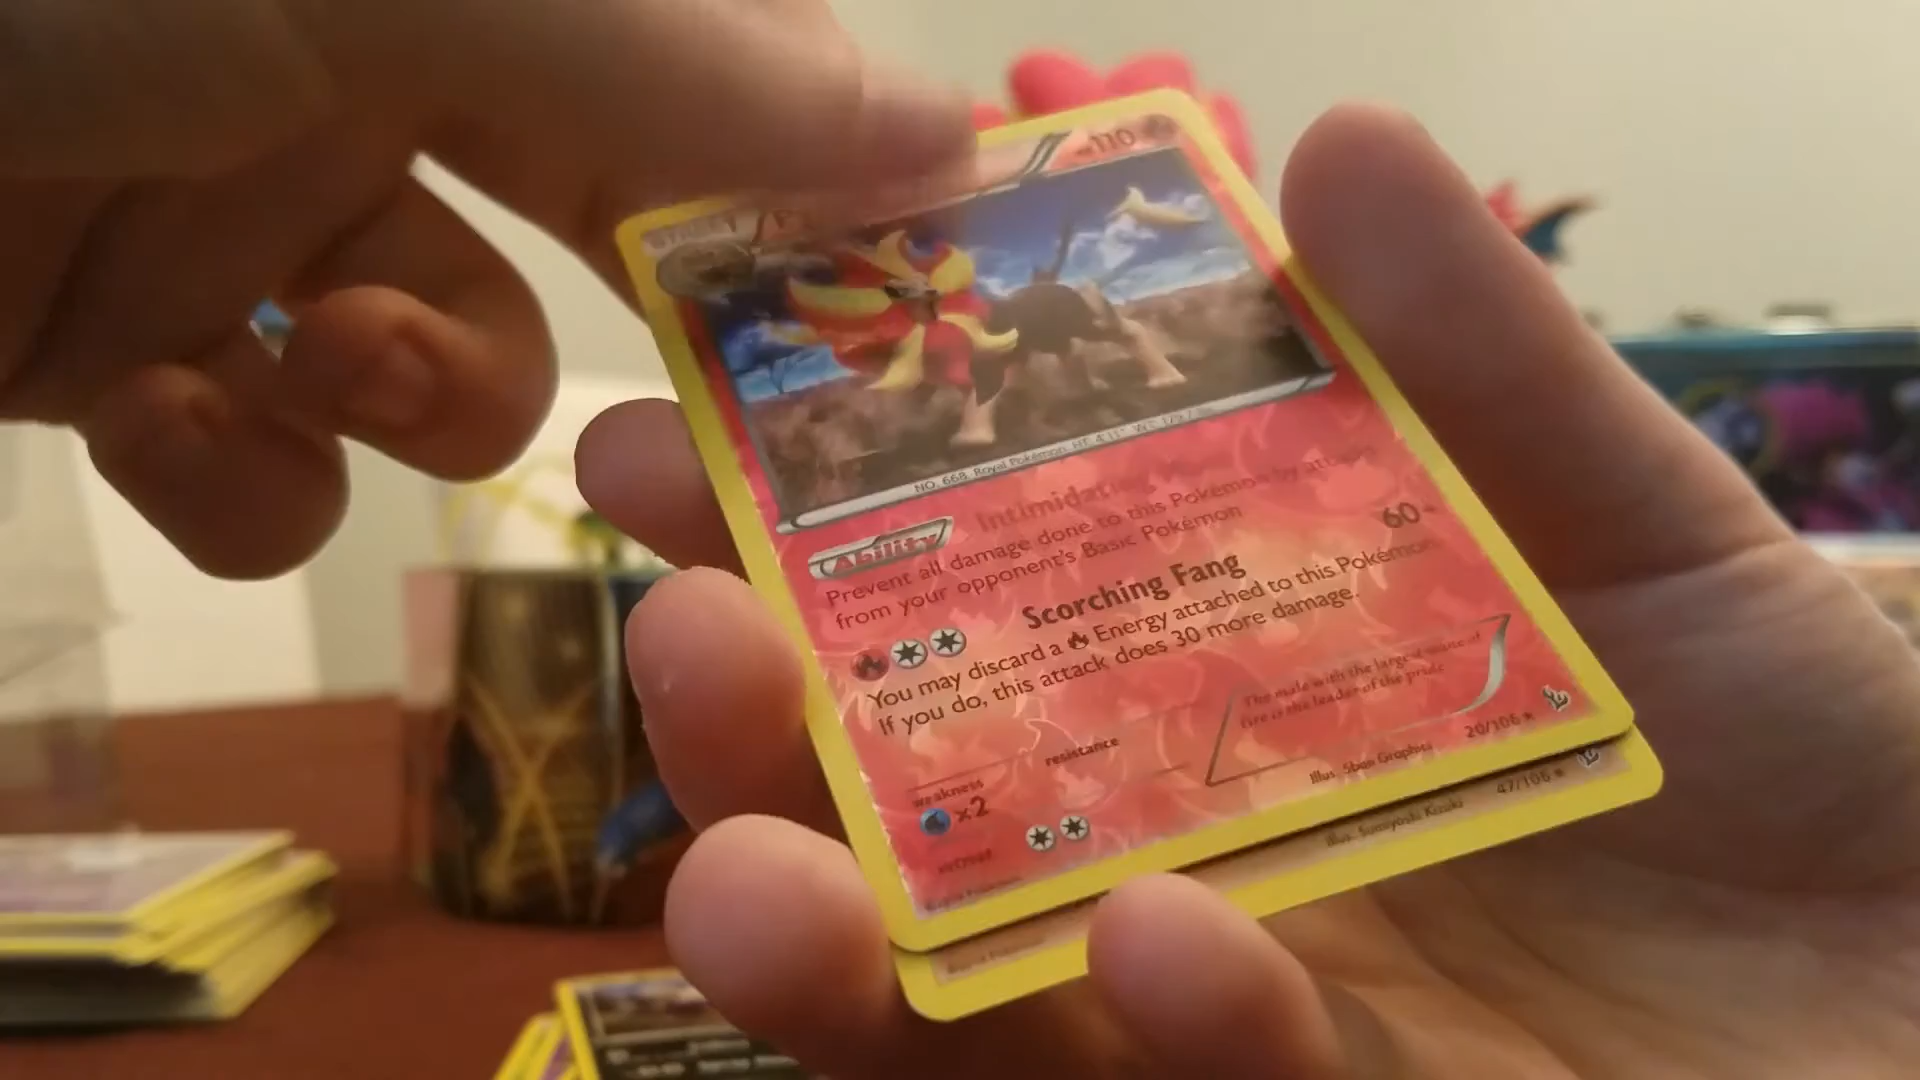 110
NO. 668 Royal Pokémon HT: 4'11"
Ability
Prevent all damage done to this Pokémon by attacks
from your opponent's Basic Pokémon
Scorching Fang 60+
You may discard a Energy attached to this Pokémon.
If you do, this attack does 30 more damage.
The male with the largest mane of
fire is the leader of the pride
weakness resistance
×2
20/106
Illus. 5ban Graphics
47/106